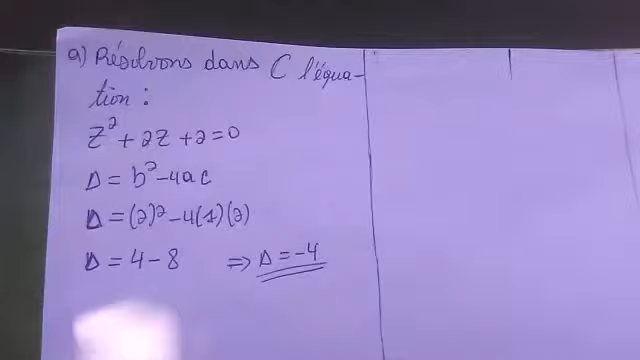 a) Résolvons dans C l'équa-
tion :
Z² + 2Z + 2 = 0
Δ = b² - 4ac
Δ = (2)² - 4(1)(2)
Δ = 4 - 8 ⇒ Δ = -4